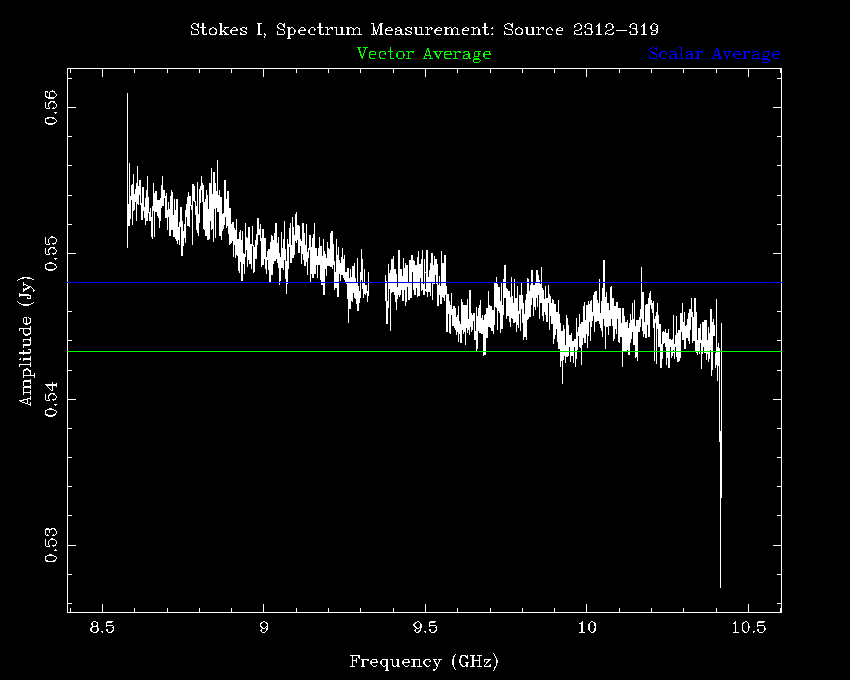 Stokes I, Spectrum Measurement: Source 2312−319
Vector Average
Scalar Average
0.56
0.55
0.54
0.53
Amplitude (Jy)
8.5 9 9.5 10 10.5
Frequency (GHz)